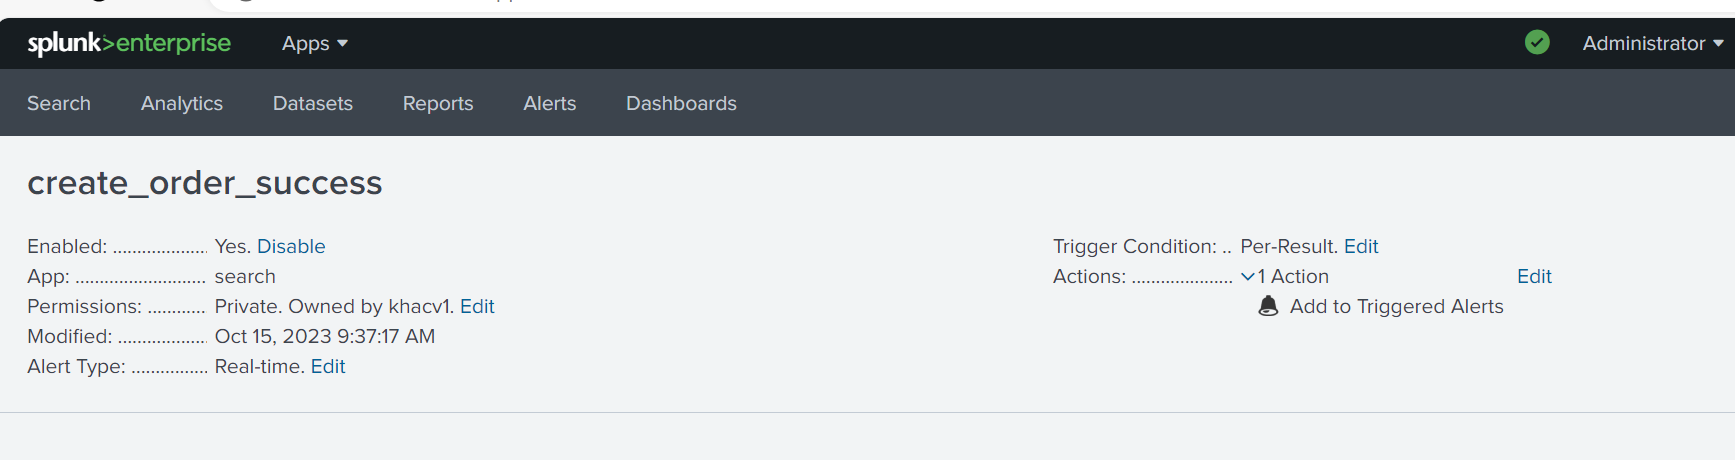 splunk>enterprise Apps Administrator
Search Analytics Datasets Reports Alerts Dashboards
create_order_success
Enabled: .................... Yes. Disable
App: ........................... search
Permissions: ............ Private. Owned by khacv1. Edit
Modified: ................... Oct 15, 2023 9:37:17 AM
Alert Type: ................ Real-time. Edit
Trigger Condition: .. Per-Result. Edit
Actions: ..................... 1 Action Edit
Add to Triggered Alerts